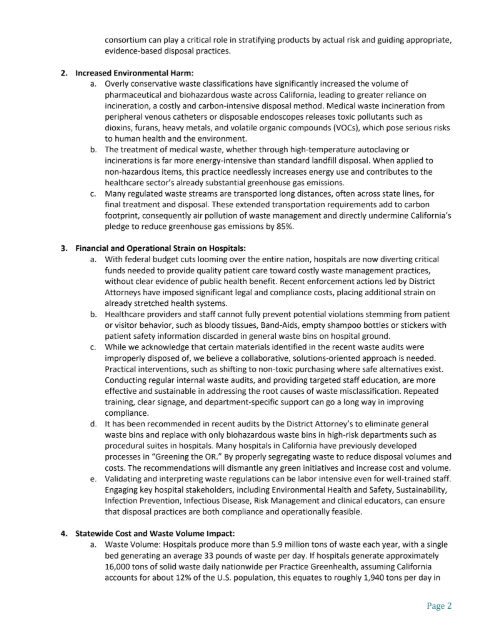 consortium can play a critical role in stratifying products by actual risk and guiding appropriate,
evidence-based disposal practices.
2. Increased Environmental Harm:
a. Overly conservative waste classifications have significantly increased the volume of
pharmaceutical and biohazardous waste across California, leading to greater reliance on
incineration, a costly and carbon-intensive disposal method. Medical waste incineration from
peripheral venous catheters or disposable endoscopes releases toxic pollutants such as
dioxins, furans, heavy metals, and volatile organic compounds (VOCs), which pose serious risks
to human health and the environment.
b. The treatment of medical waste, whether through high-temperature autoclaving or
incinerations is far more energy-intensive than standard landfill disposal. When applied to
non-hazardous items, this practice needlessly increases energy use and contributes to the
healthcare sector's already substantial greenhouse gas emissions.
c. Many regulated waste streams are transported long distances, often across state lines, for
final treatment and disposal. These extended transportation requirements add to carbon
footprint, consequently air pollution of waste management and directly undermine California's
pledge to reduce greenhouse gas emissions by 85%.
3. Financial and Operational Strain on Hospitals:
a. With federal budget cuts looming over the entire nation, hospitals are now diverting critical
funds needed to provide quality patient care toward costly waste management practices,
without clear evidence of public health benefit. Recent enforcement actions led by District
Attorneys have imposed significant legal and compliance costs, placing additional strain on
already stretched health systems.
b. Healthcare providers and staff cannot fully prevent potential violations stemming from patient
or visitor behavior, such as bloody tissues, Band-Aids, empty shampoo bottles or stickers with
patient safety information discarded in general waste bins on hospital ground.
c. While we acknowledge that certain materials identified in the recent waste audits were
improperly disposed of, we believe a collaborative, solutions-oriented approach is needed.
Practical interventions, such as shifting to non-toxic purchasing where safe alternatives exist.
Conducting regular internal waste audits, and providing targeted staff education, are more
effective and sustainable in addressing the root causes of waste misclassification. Repeated
training, clear signage, and department-specific support can go a long way in improving
compliance.
d. It has been recommended in recent audits by the District Attorney's to eliminate general
waste bins and replace with only biohazardous waste bins in high-risk departments such as
procedural suites in hospitals. Many hospitals in California have previously developed
processes in "Greening the OR." By properly segregating waste to reduce disposal volumes and
costs. The recommendations will dismantle any green initiatives and increase cost and volume.
e. Validating and interpreting waste regulations can be labor intensive even for well-trained staff.
Engaging key hospital stakeholders, including Environmental Health and Safety, Sustainability,
Infection Prevention, Infectious Disease, Risk Management and clinical educators, can ensure
that disposal practices are both compliance and operationally feasible.
4. Statewide Cost and Waste Volume Impact:
a. Waste Volume: Hospitals produce more than 5.9 million tons of waste each year, with a single
bed generating an average 33 pounds of waste per day. If hospitals generate approximately
16,000 tons of solid waste daily nationwide per Practice Greenhealth, assuming California
accounts for about 12% of the U.S. population, this equates to roughly 1,940 tons per day in
Page 2